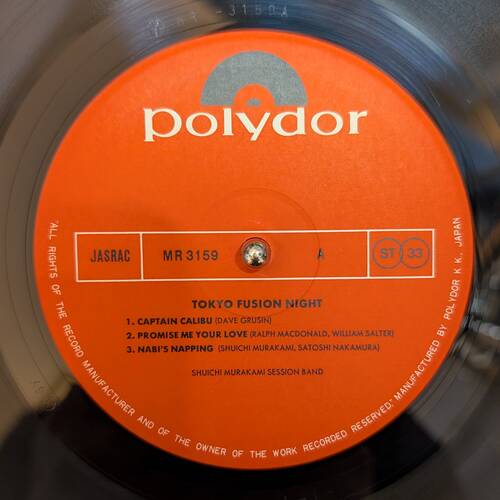 polydor
JASRAC MR 3159 A ST 33
TOKYO FUSION NIGHT
1. CAPTAIN CALIBU (DAVE GRUSIN)
2. PROMISE ME YOUR LOVE (RALPH MACDONALD, WILLIAM SALTER)
3. NABI'S NAPPING (SHUICHI MURAKAMI, SATOSHI NAKAMURA)
SHUICHI MURAKAMI SESSION BAND
"ALL RIGHTS OF THE RECORD MANUFACTURER AND OF THE OWNER OF THE WORK RECORDED RESERVED." MANUFACTURED BY POLYDOR K.K., JAPAN